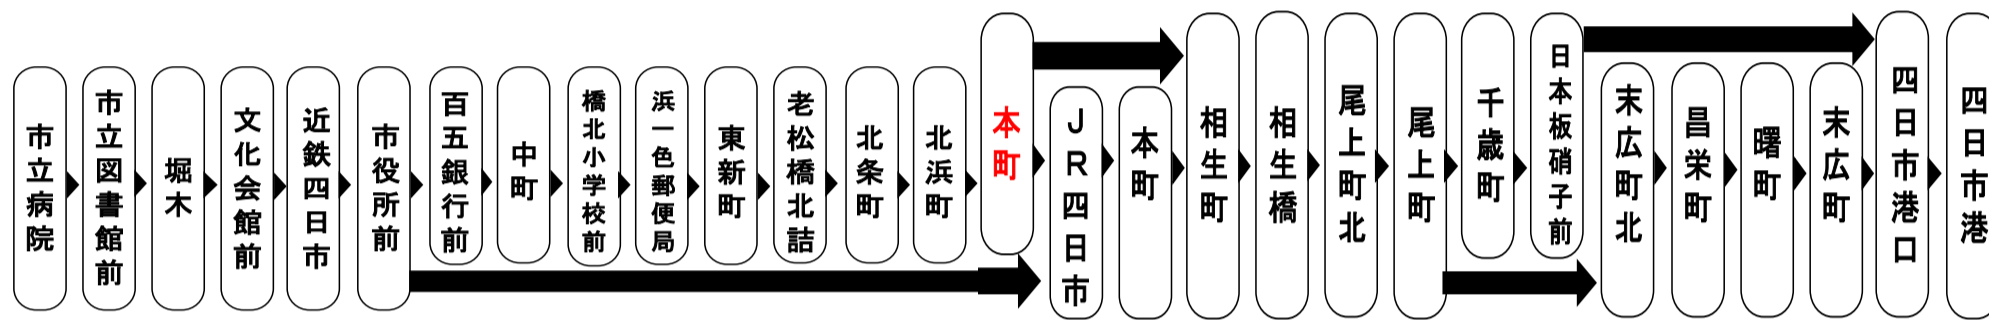 市立病院
市立図書館前
堀木
文化会館前
近鉄四日市
市役所前
百五銀行前
中町
橋北小学校前
浜一色郵便局
東新町
老松橋北詰
北条町
北浜町
本町
JR四日市
本町
相生町
相生橋
尾上町北
尾上町
千歳町
日本板硝子前
末広町北
昌栄町
曙町
末広町
四日市港口
四日市港